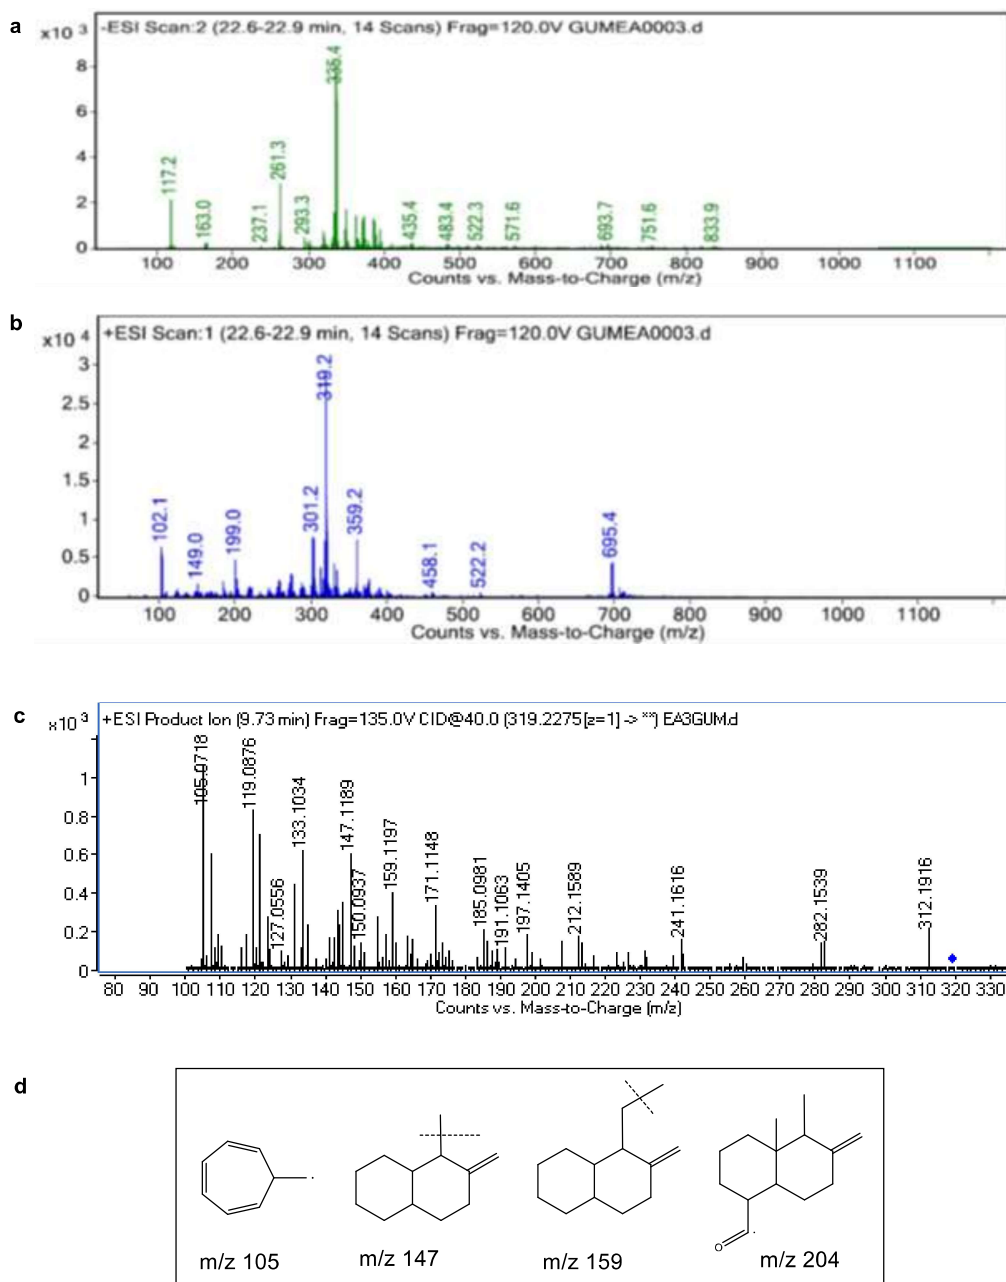 a
x10 3
-ESI Scan:2 (22.6-22.9 min, 14 Scans) Frag=120.0V GUMEA0003.d
8
6
4
2
0
117.2
163.0
237.1
261.3
293.3
335.4
435.4
483.4
522.3
571.6
693.7
751.6
833.9
100 200 300 400 500 600 700 800 900 1000 1100
Counts vs. Mass-to-Charge (m/z)
b
x10 4
+ESI Scan:1 (22.6-22.9 min, 14 Scans) Frag=120.0V GUMEA0003.d
3
2.5
2
1.5
1
0.5
0
102.1
149.0
199.0
301.2
319.2
359.2
458.1
522.2
695.4
100 200 300 400 500 600 700 800 900 1000 1100
Counts vs. Mass-to-Charge (m/z)
c
x10 3
+ESI Product Ion (9.73 min) Frag=135.0V CID@40.0 (319.2275[z=1] -> **) EA3GUM.d
1
0.8
0.6
0.4
0.2
0
105.0718
119.0876
127.0556
133.1034
147.1189
150.0937
159.1197
171.1148
185.0981
191.1063
197.1405
212.1589
241.1616
282.1539
312.1916
80 90 100 110 120 130 140 150 160 170 180 190 200 210 220 230 240 250 260 270 280 290 300 310 320 330
Counts vs. Mass-to-Charge (m/z)
d
O
m/z 105
m/z 147
m/z 159
m/z 204